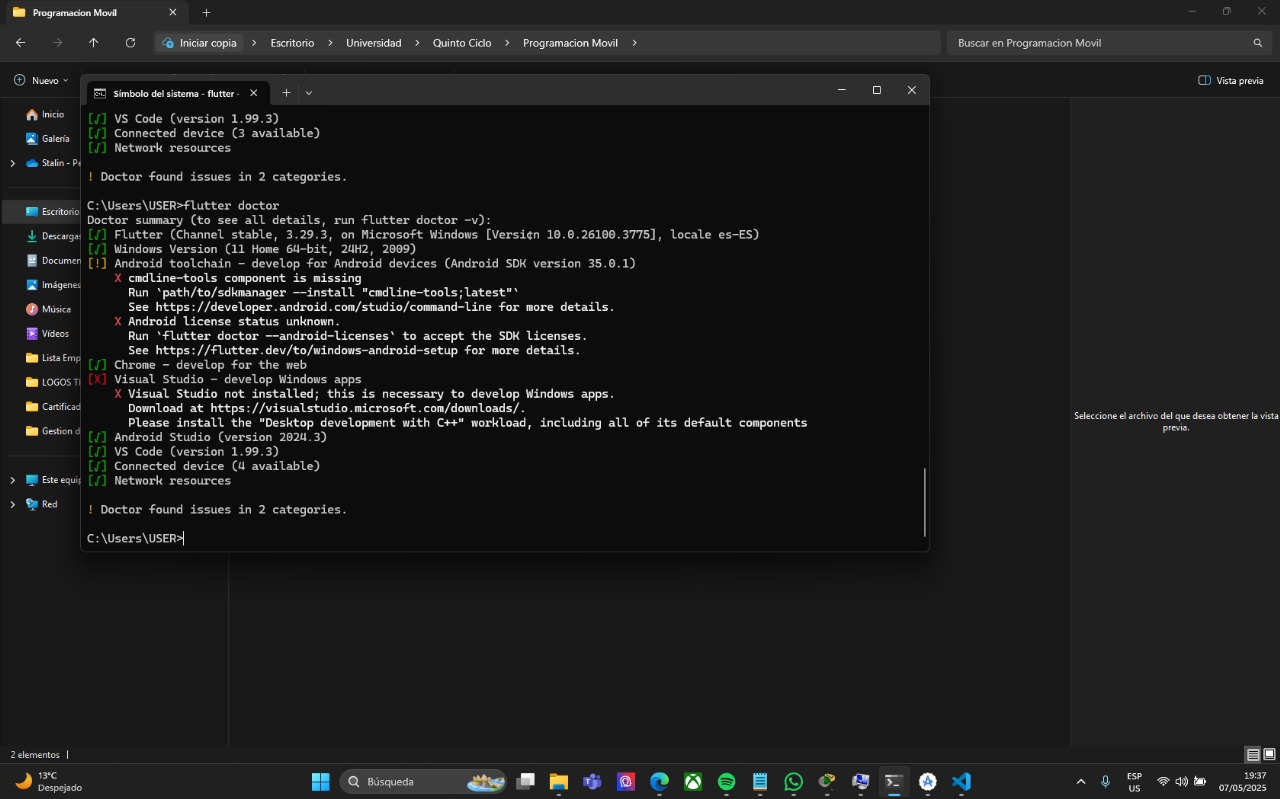 Programacion Movil
Iniciar copia > Escritorio > Universidad > Quinto Ciclo > Programacion Movil >
Buscar en Programacion Movil
Nuevo
Vista previa
Inicio
Galería
Stalin - Pe
Escritorio
Descargas
Documen
Imágenes
Música
Vídeos
Lista Emp
LOGOS T
Certificad
Gestion d
Este equip
Red
Símbolo del sistema - flutter -
[√] VS Code (version 1.99.3)
[√] Connected device (3 available)
[√] Network resources
! Doctor found issues in 2 categories.
C:\Users\USER>flutter doctor
Doctor summary (to see all details, run flutter doctor -v):
[√] Flutter (Channel stable, 3.29.3, on Microsoft Windows [Versi¢n 10.0.26100.3775], locale es-ES)
[√] Windows Version (11 Home 64-bit, 24H2, 2009)
[!] Android toolchain - develop for Android devices (Android SDK version 35.0.1)
X cmdline-tools component is missing
Run `path/to/sdkmanager --install "cmdline-tools;latest"`
See https://developer.android.com/studio/command-line for more details.
X Android license status unknown.
Run `flutter doctor --android-licenses` to accept the SDK licenses.
See https://flutter.dev/to/windows-android-setup for more details.
[√] Chrome - develop for the web
[X] Visual Studio - develop Windows apps
X Visual Studio not installed; this is necessary to develop Windows apps.
Download at https://visualstudio.microsoft.com/downloads/.
Please install the "Desktop development with C++" workload, including all of its default components
[√] Android Studio (version 2024.3)
[√] VS Code (version 1.99.3)
[√] Connected device (4 available)
[√] Network resources
! Doctor found issues in 2 categories.
C:\Users\USER>
Seleccione el archivo del que desea obtener la vista
previa.
2 elementos
13°C
Despejado
Búsqueda
ESP
US
19:37
07/05/2025